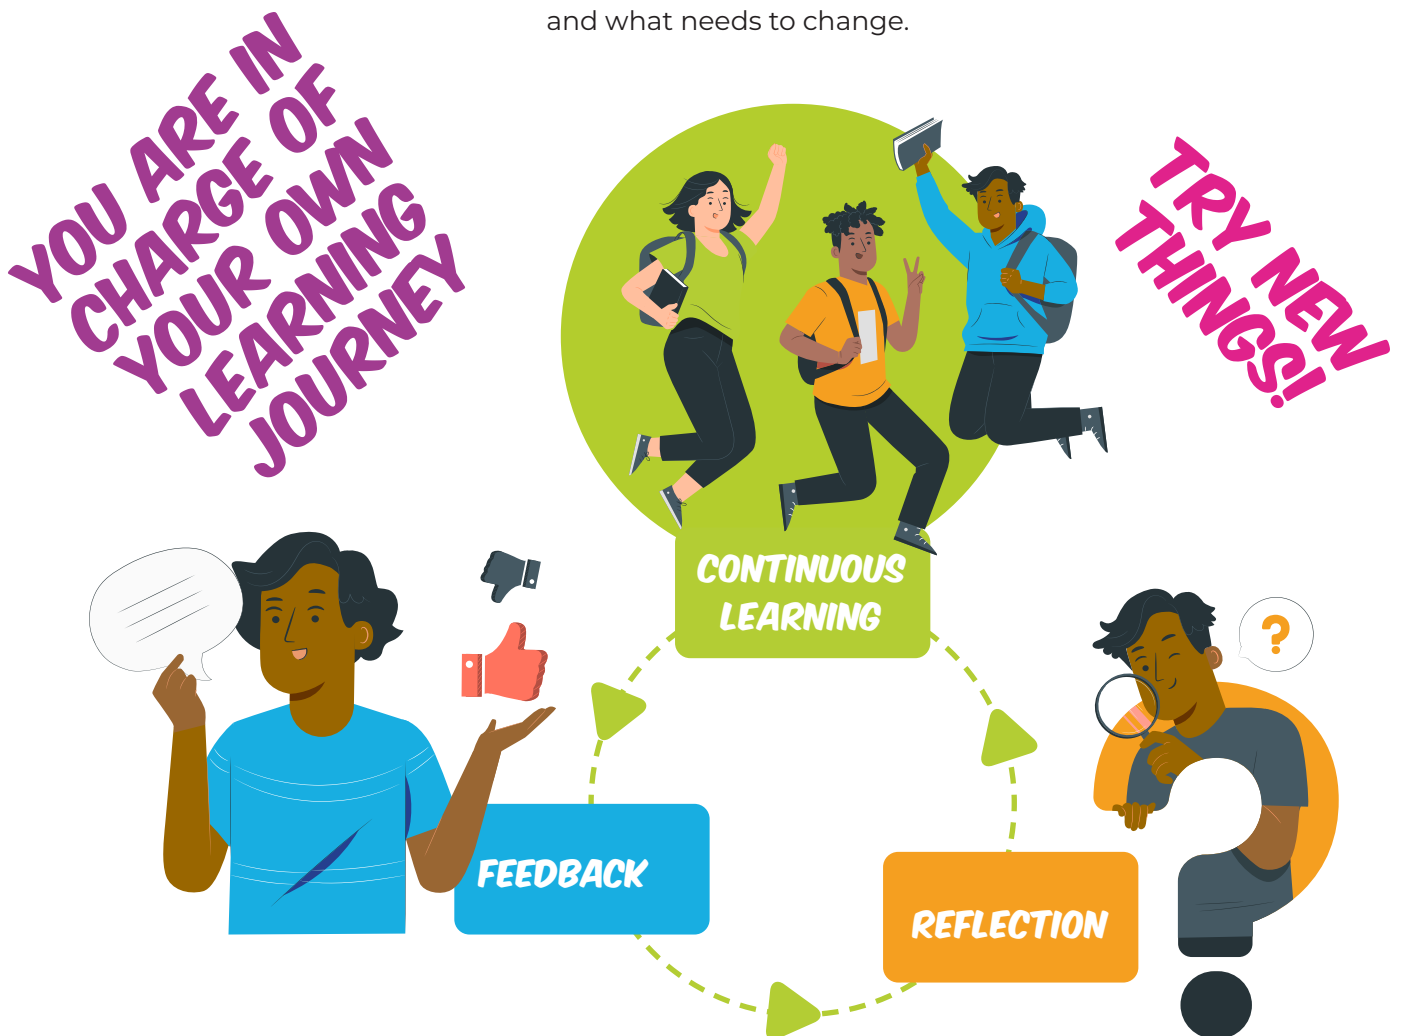 and what needs to change.
YOU ARE IN
CHARGE OF
YOUR OWN
LEARNING
JOURNEY
TRY NEW
THINGS!
CONTINUOUS
LEARNING
?
FEEDBACK
REFLECTION